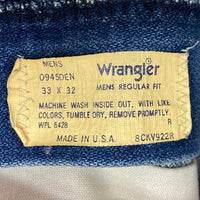 MENS
0945DEN
33 X 32
Wrangler
MENS REGULAR FIT
MACHINE WASH INSIDE OUT, WITH LIKE
COLORS, TUMBLE DRY, REMOVE PROMPTLY.
WPL 6428 R
MADE IN U.S.A. 8CKV922R